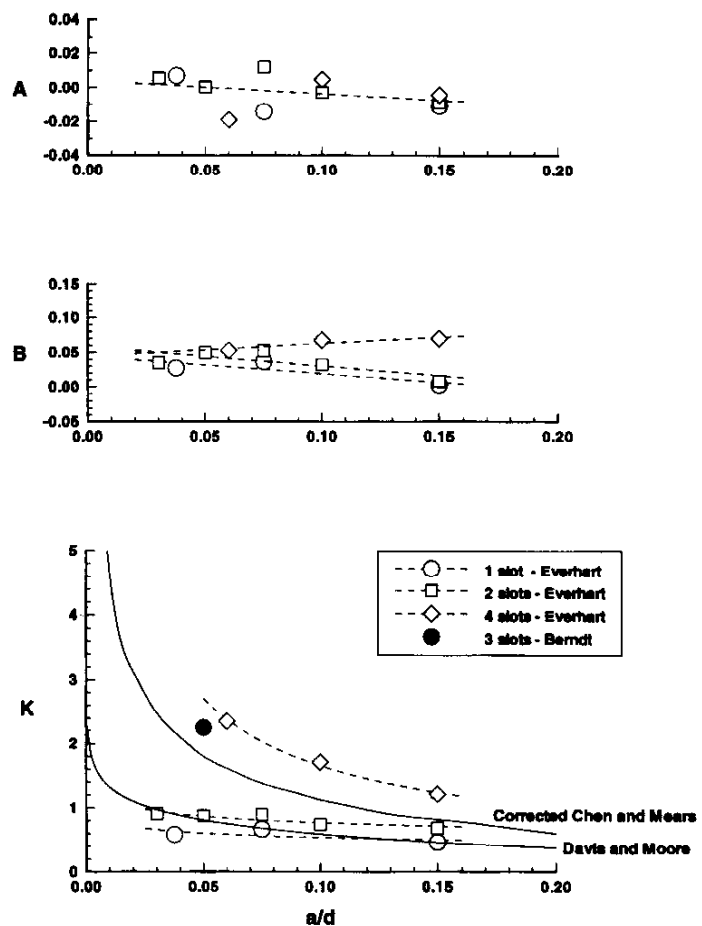 0.04
0.02
A
0.00
-0.02
-0.04
0.00 0.05 0.10 0.15 0.20
0.15
0.10
B
0.05
0.00
-0.05
0.00 0.05 0.10 0.15 0.20
5
1 slot - Everhart
2 slots - Everhart
4
4 slots - Everhart
3 slots - Berndt
3
K
2
1
Corrected Chen and Mears
Davis and Moore
0
0.00 0.05 0.10 0.15 0.20
a/d